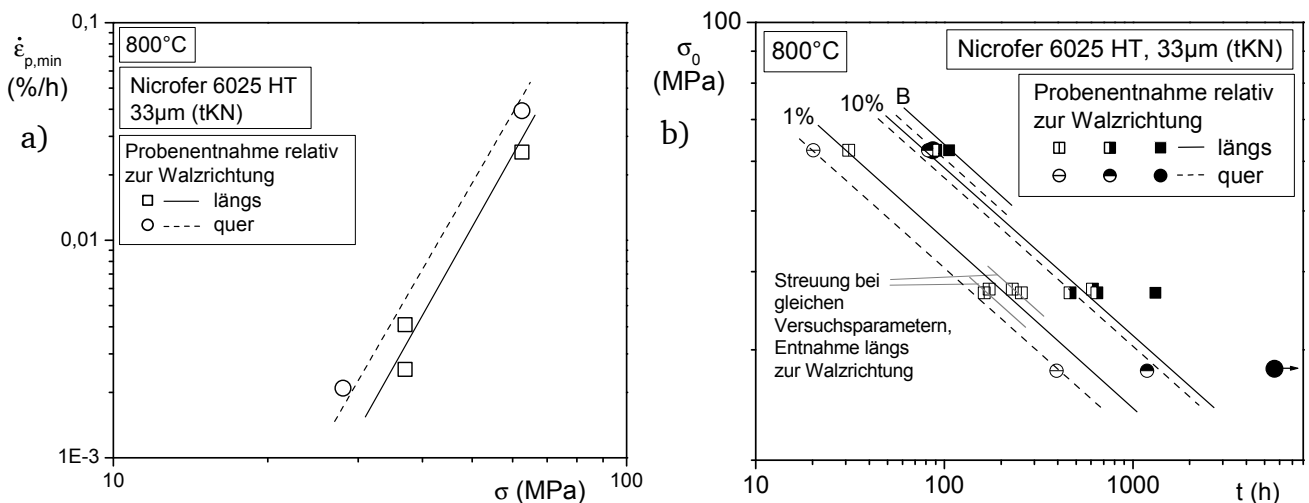 a)
0,1
ε̇p,min
(%/h)
0,01
1E-3
800°C
Nicrofer 6025 HT
33µm (tKN)
Probenentnahme relativ
zur Walzrichtung
längs
quer
10
100
σ (MPa)
b)
100
σ0
(MPa)
800°C
Nicrofer 6025 HT, 33µm (tKN)
Probenentnahme relativ
zur Walzrichtung
längs
quer
1%
10%
B
Streuung bei
gleichen
Versuchsparametern,
Entnahme längs
zur Walzrichtung
10
100
1000
t (h)